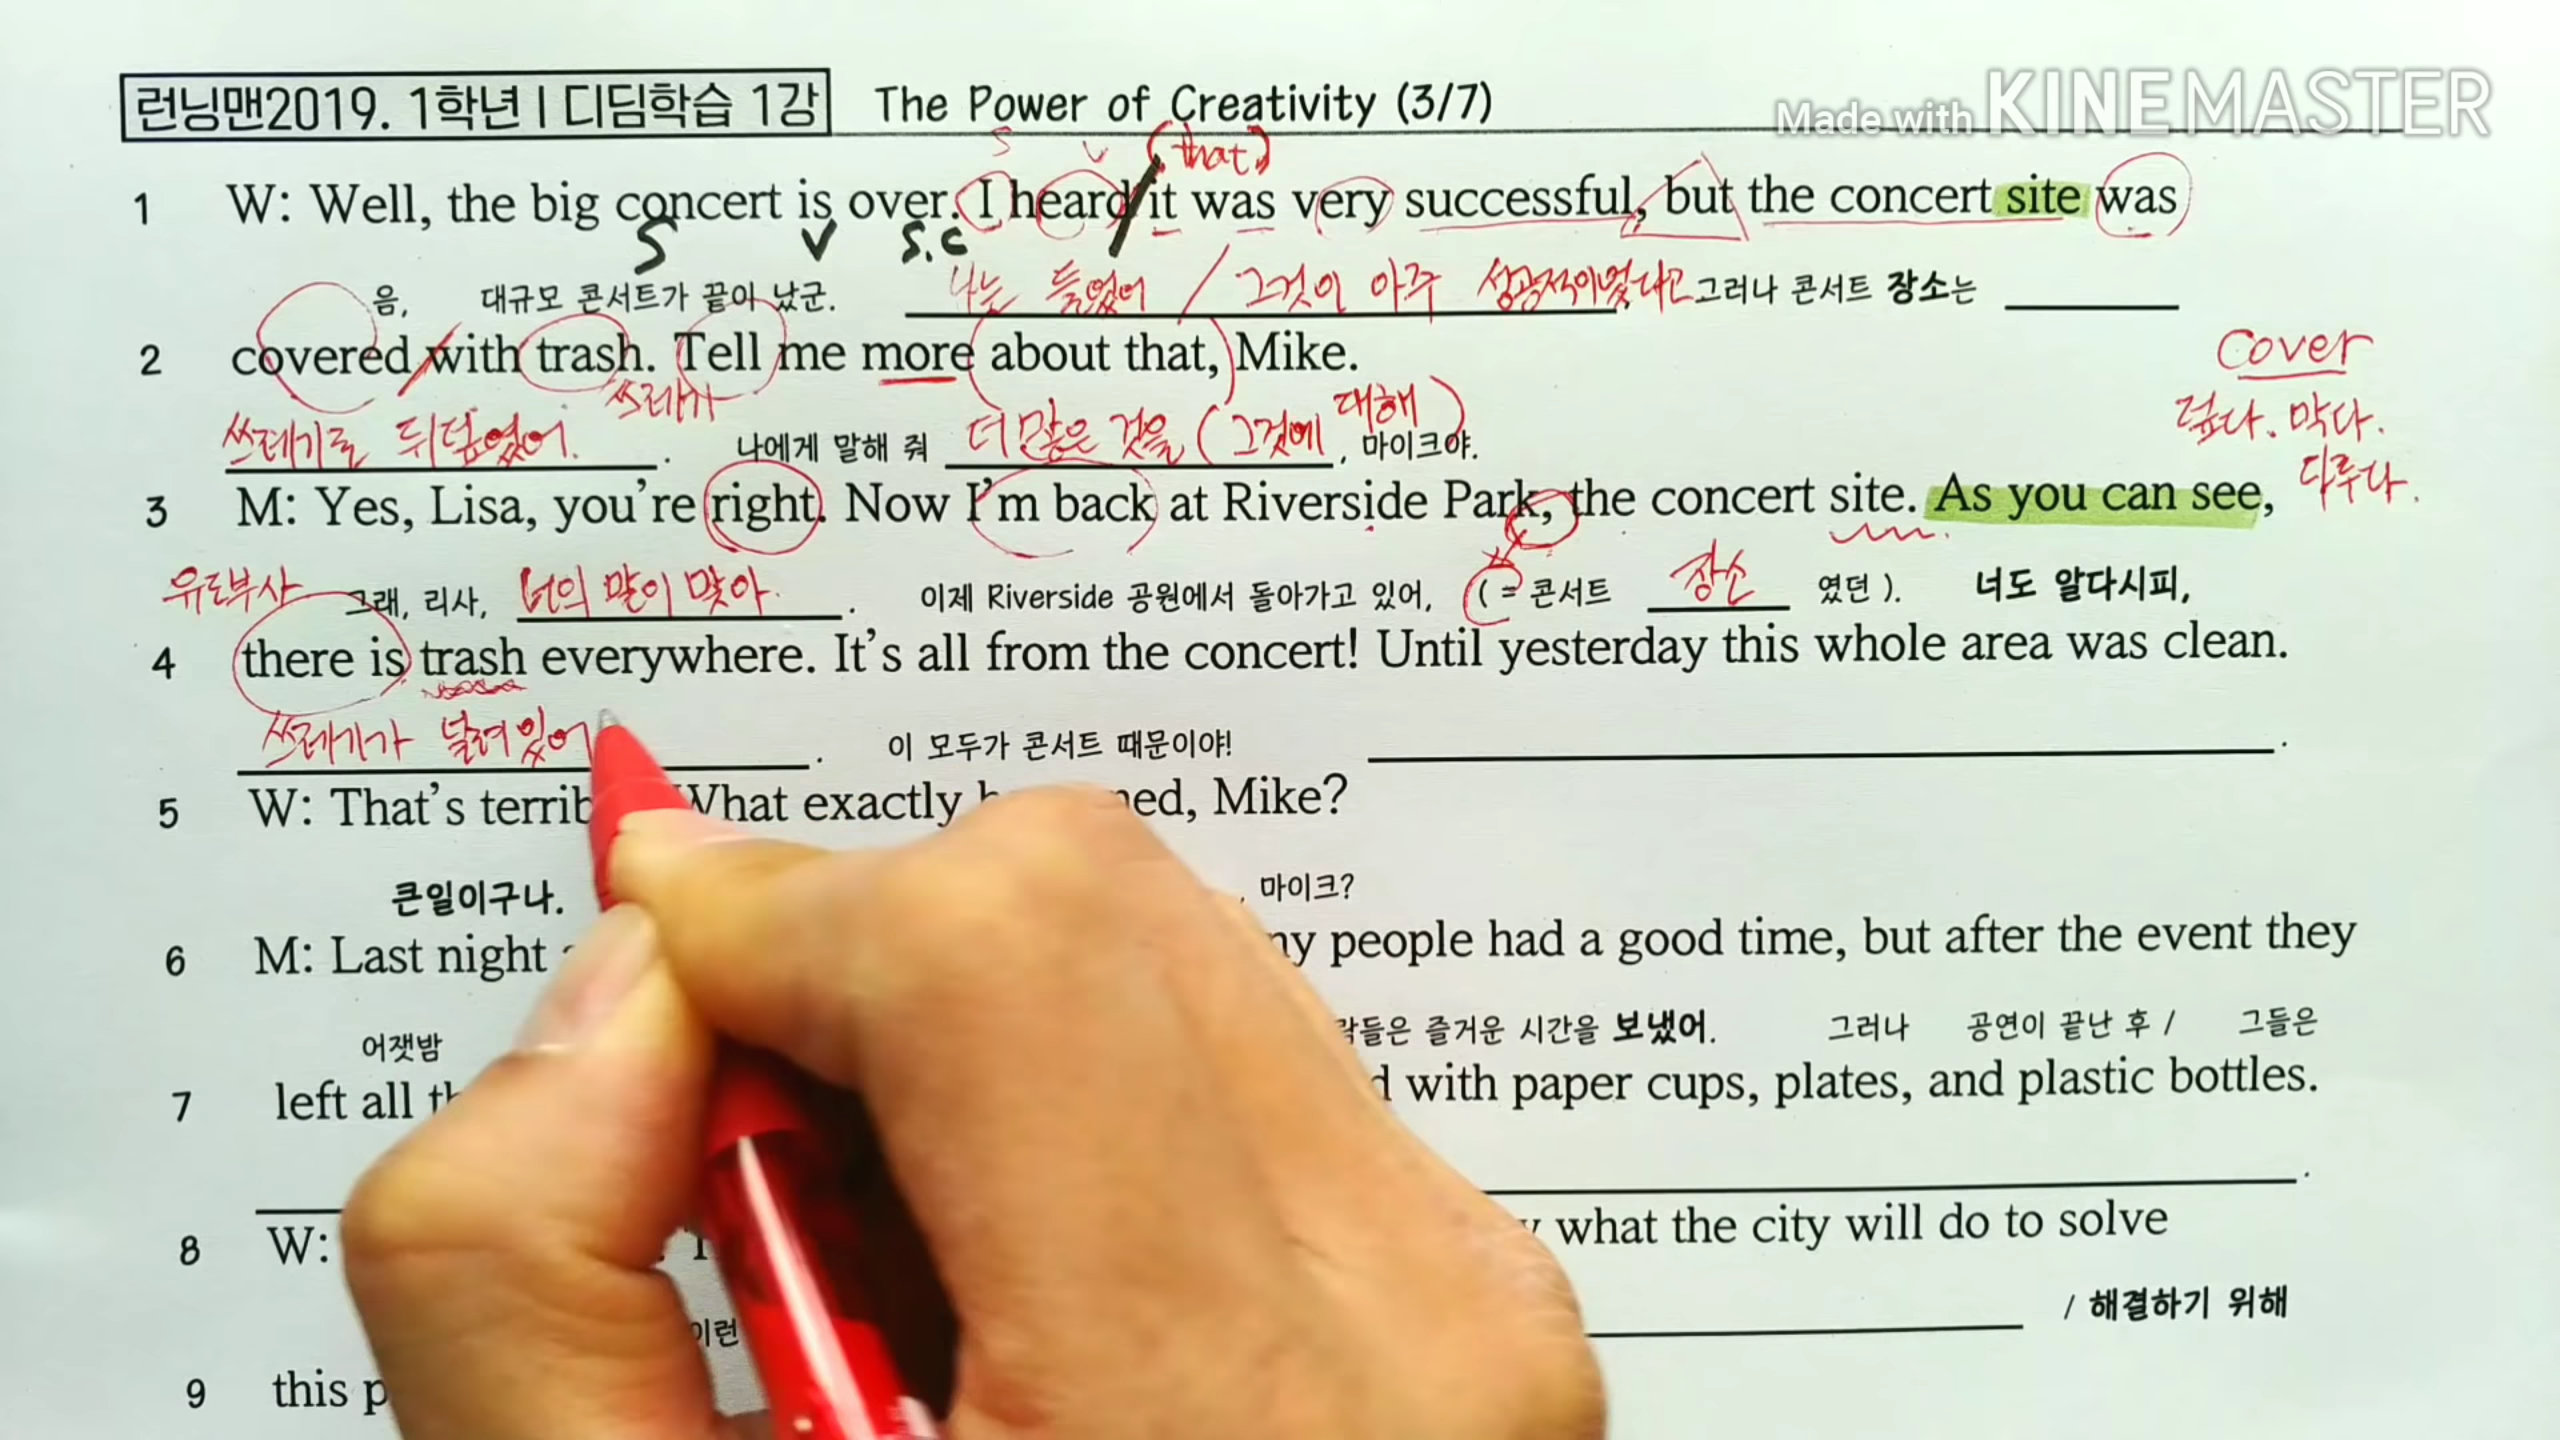 런닝맨2019. 1학년 | 디딤학습 1강 The Power of Creativity (3/7)
Made with KINEMASTER
S V (that)
1 W: Well, the big concert is over. I heard it was very successful, but the concert site was
S V S.C
음, 대규모 콘서트가 끝이 났군. 나는 들었어 / 그것이 아주 성공적이었다고 그러나 콘서트 장소는
2 covered with trash. Tell me more about that, Mike.
cover
쓰레기
쓰레기로 뒤덮였어. 나에게 말해 줘 더 많은 것을 (그것에 대해), 마이크야.
덮다. 막다.
다루다.
3 M: Yes, Lisa, you're right. Now I'm back at Riverside Park, the concert site. As you can see,
유도부사 그래, 리사, 너의 말이 맞아. 이제 Riverside 공원에서 돌아가고 있어, ( = 콘서트 장소 였던 ). 너도 알다시피,
4 there is trash everywhere. It's all from the concert! Until yesterday this whole area was clean.
쓰레기가 널려있어. 이 모두가 콘서트 때문이야!
5 W: That's What exactly Mike?
큰일이구나. , 마이크?
6 M: Last night people had a good time, but after the event they
어젯밤 즐거운 시간을 보냈어. 그러나 공연이 끝난 후 / 그들은
7 left all with paper cups, plates, and plastic bottles.
8 W: what the city will do to solve
이런 / 해결하기 위해
9 this